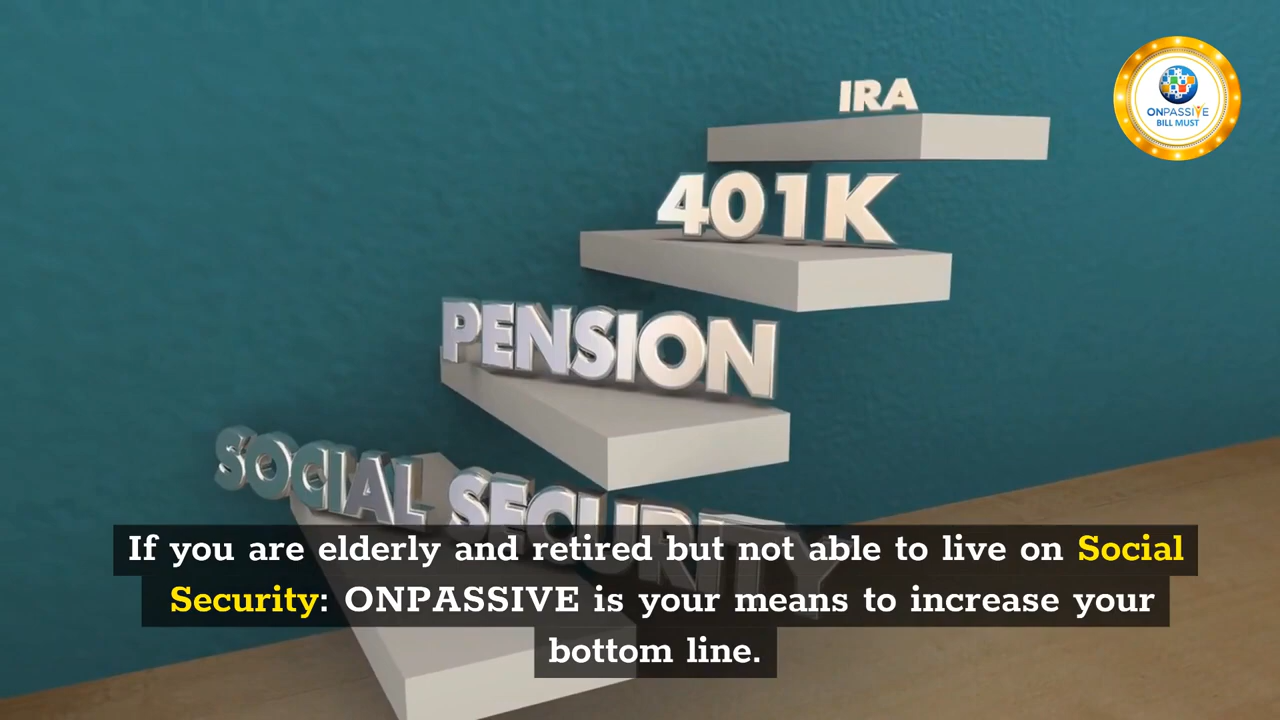 IRA
ONPASSIVE
BILL MUST
401K
PENSION
SOCIAL SECURITY
If you are elderly and retired but not able to live on Social
Security: ONPASSIVE is your means to increase your
bottom line.